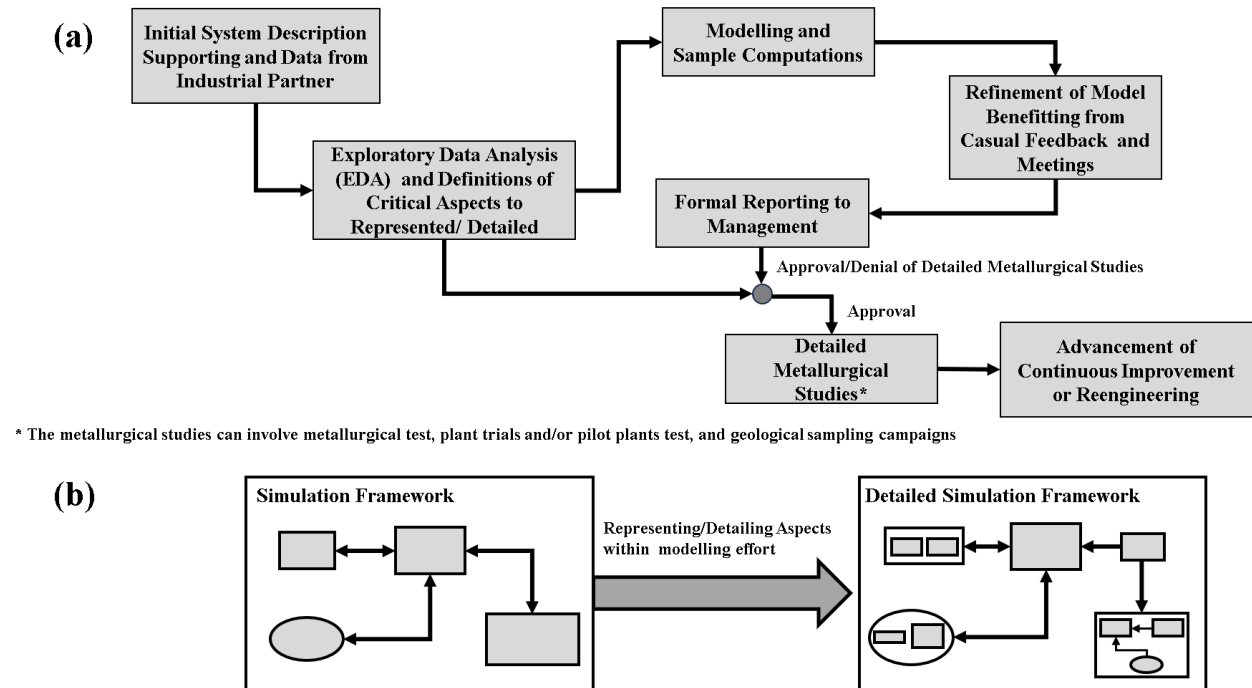 (a)
Initial System Description
Supporting and Data from
Industrial Partner
Modelling and
Sample Computations
Refinement of Model
Benefitting from
Casual Feedback and
Meetings
Exploratory Data Analysis
(EDA) and Definitions of
Critical Aspects to
Represented/ Detailed
Formal Reporting to
Management
Approval/Denial of Detailed Metallurgical Studies
Approval
Detailed
Metallurgical
Studies*
Advancement of
Continuous Improvement
or Reengineering
* The metallurgical studies can involve metallurgical test, plant trials and/or pilot plants test, and geological sampling campaigns
(b)
Simulation Framework
Representing/Detailing Aspects
within modelling effort
Detailed Simulation Framework